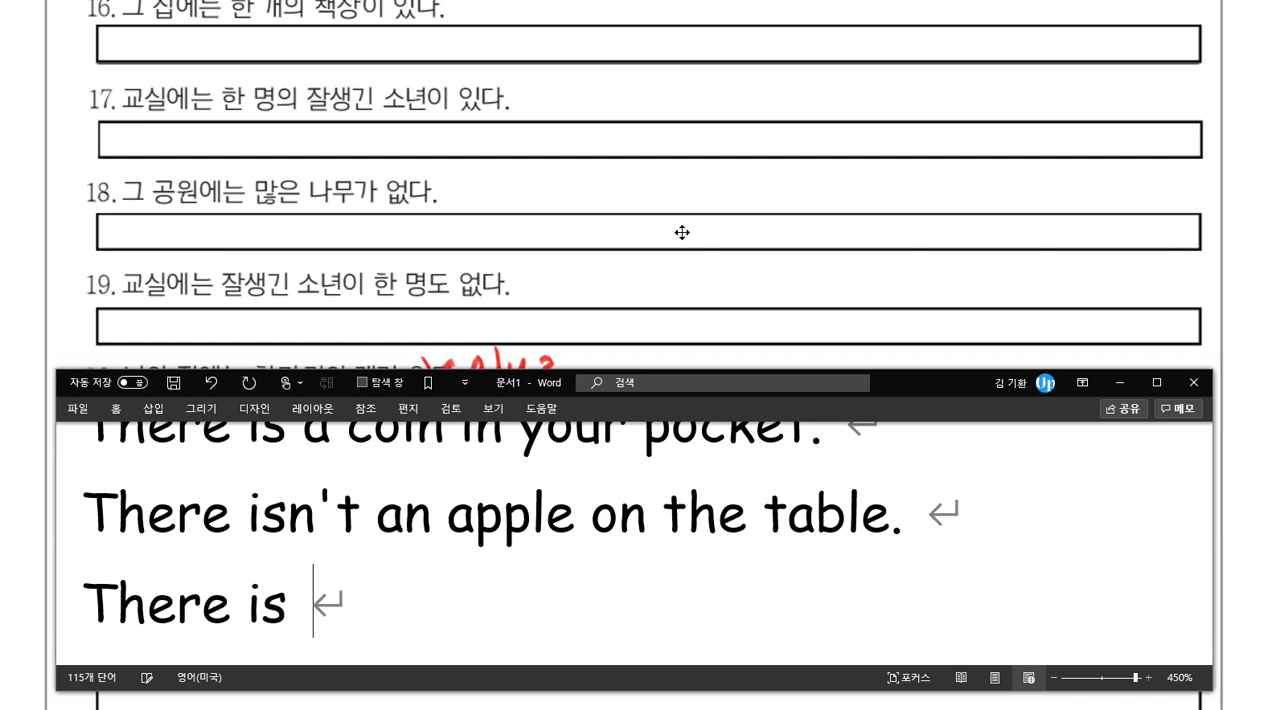 16. 그 집에는 한 개의 책상이 있다.
17. 교실에는 한 명의 잘생긴 소년이 있다.
18. 그 공원에는 많은 나무가 없다.
19. 교실에는 잘생긴 소년이 한 명도 없다.
자동 저장 탐색 창 문서1 - Word 검색 김 기환 Up
파일 홈 삽입 그리기 디자인 레이아웃 참조 편지 검토 보기 도움말 공유 메모
There is a coin in your pocket.
There isn't an apple on the table.
There is
115개 단어 영어(미국) 포커스 450%